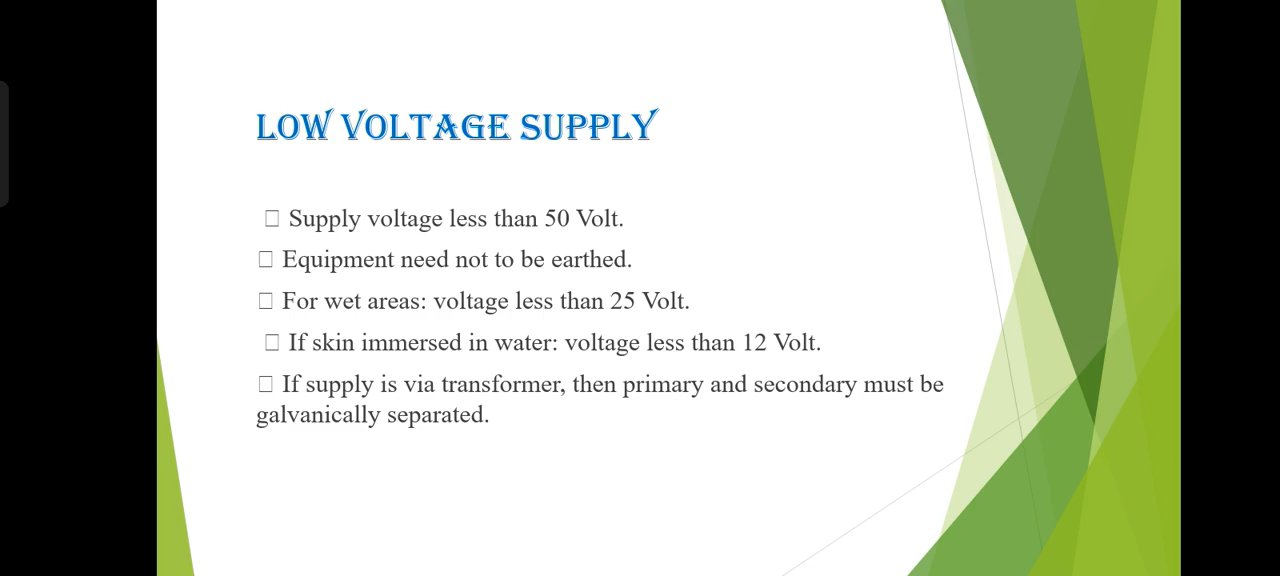 LOW VOLTAGE SUPPLY
□ Supply voltage less than 50 Volt.
□ Equipment need not to be earthed.
□ For wet areas: voltage less than 25 Volt.
□ If skin immersed in water: voltage less than 12 Volt.
□ If supply is via transformer, then primary and secondary must be
galvanically separated.